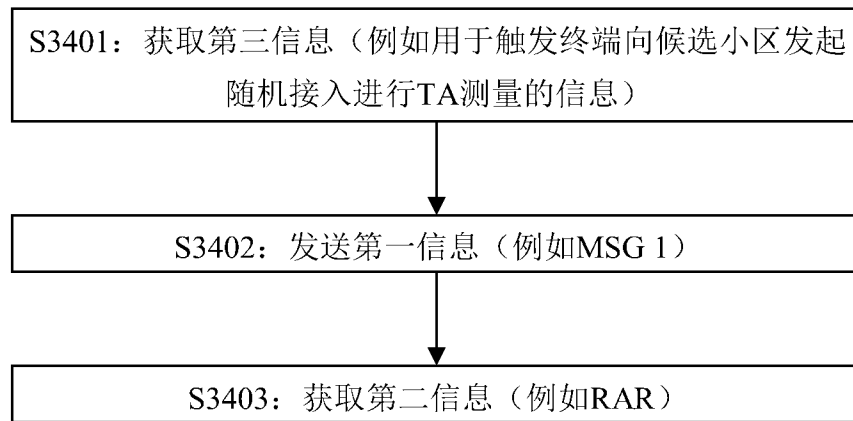 S3401：获取第三信息（例如用于触发终端向候选小区发起
随机接入进行TA测量的信息）
S3402：发送第一信息（例如MSG 1）
S3403：获取第二信息（例如RAR）